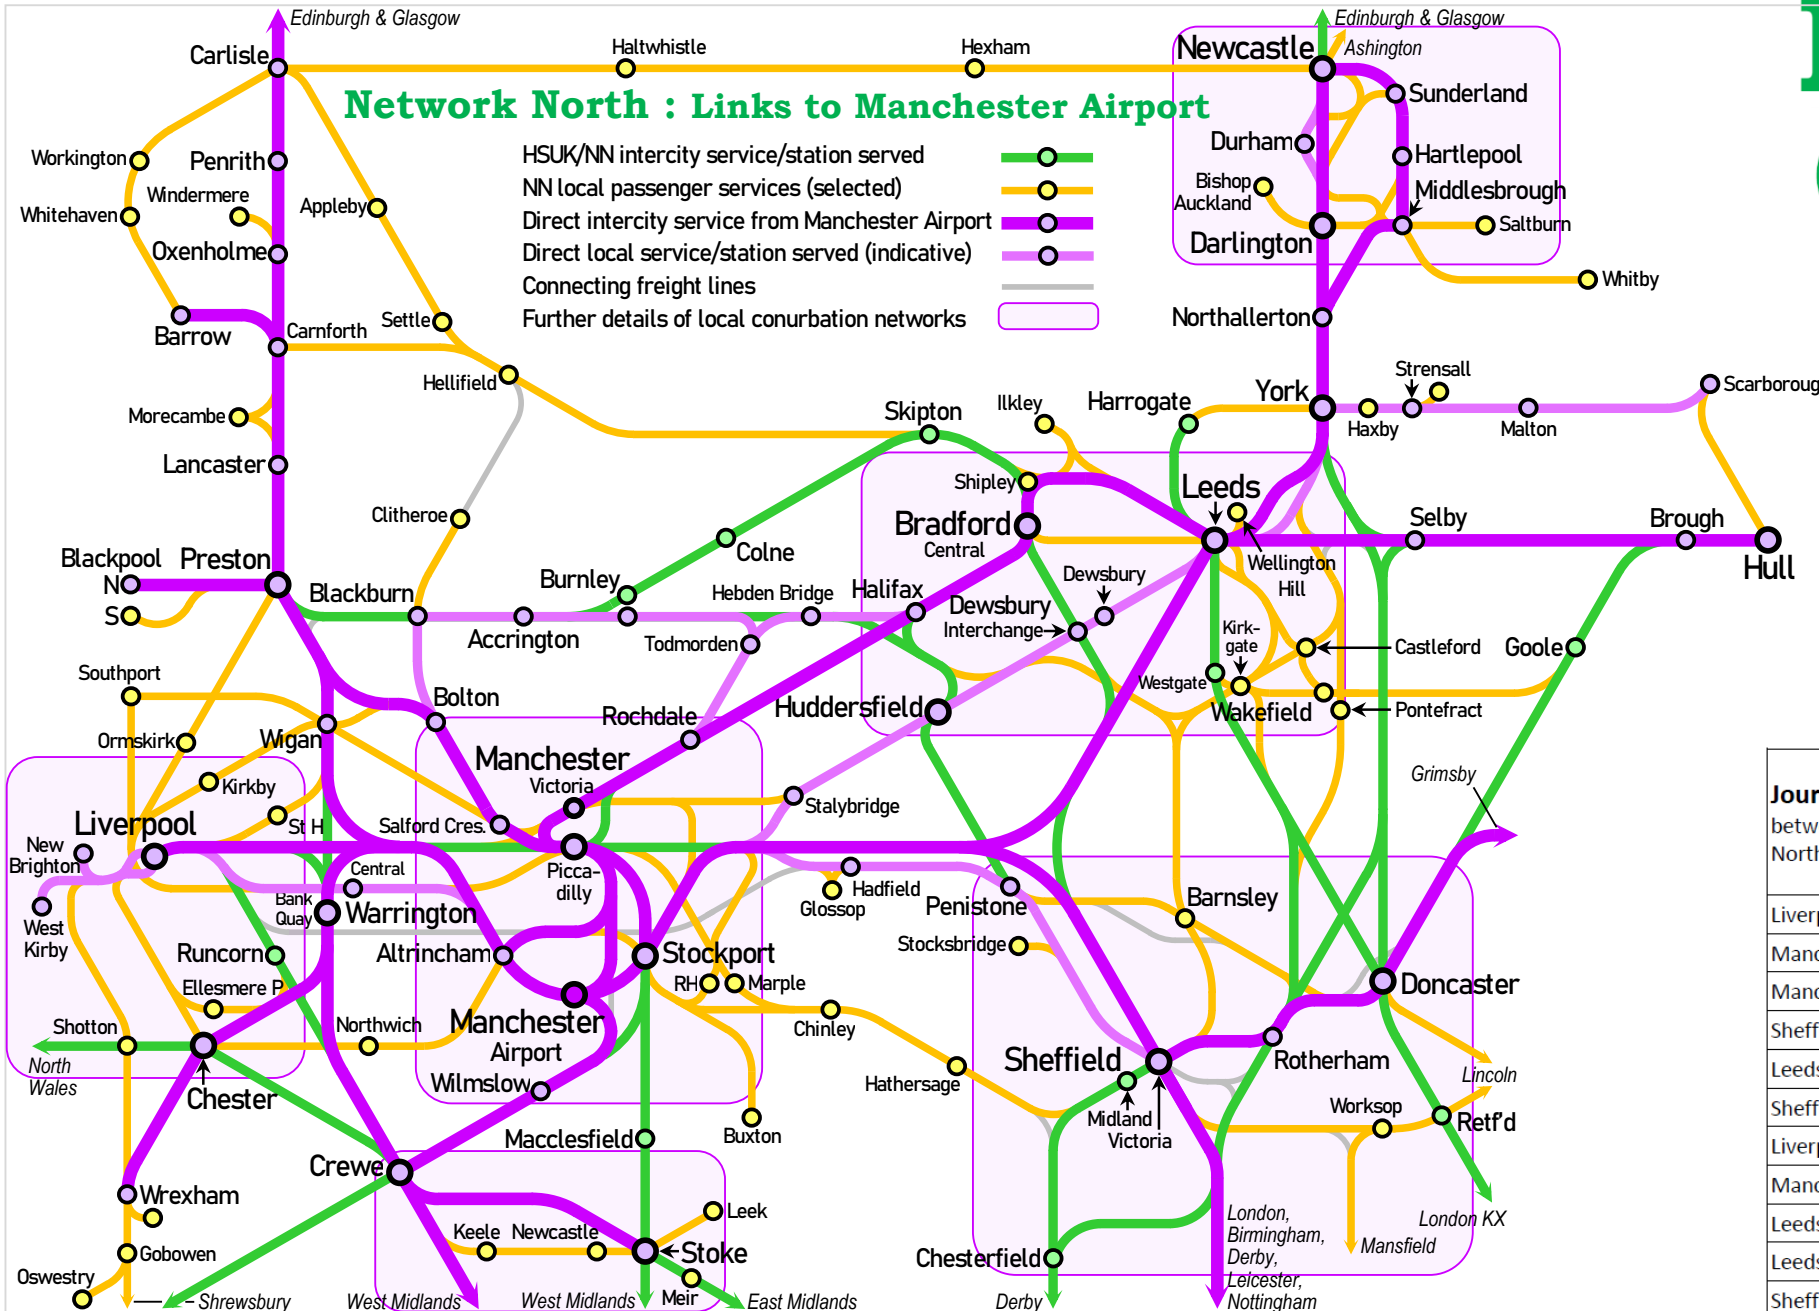 Edinburgh & Glasgow
Edinburgh & Glasgow
Carlisle
Haltwhistle
Hexham
Newcastle
Ashington
Network North : Links to Manchester Airport
Sunderland
HSUK/NN intercity service/station served
NN local passenger services (selected)
Direct intercity service from Manchester Airport
Direct local service/station served (indicative)
Connecting freight lines
Further details of local conurbation networks
Workington
Penrith
Windermere
Whitehaven
Appleby
Oxenholme
Durham
Hartlepool
Bishop
Auckland
Middlesbrough
Saltburn
Darlington
Whitby
Barrow
Carnforth
Settle
Northallerton
Hellifield
Strensall
Scarboroug
Morecambe
Skipton
Ilkley
Harrogate
York
Haxby
Malton
Lancaster
Shipley
Leeds
Clitheroe
Bradford
Central
Selby
Brough
Colne
Blackpool
N
S
Preston
Wellington
Hill
Hull
Burnley
Dewsbury
Blackburn
Hebden Bridge
Halifax
Dewsbury
Interchange
Accrington
Todmorden
Kirk-
gate
Castleford
Goole
Southport
Westgate
Bolton
Rochdale
Huddersfield
Wakefield
Pontefract
Ormskirk
Wigan
Manchester
Victoria
Kirkby
Grimsby
Stalybridge
Liverpool
St H
Salford Cres.
New
Brighton
Picca-
dilly
Central
Hadfield
Glossop
Penistone
Barnsley
Bank
Quay
Warrington
West
Kirby
Runcorn
Altrincham
Stockport
Stocksbridge
RH
Marple
Doncaster
Ellesmere P
Shotton
Northwich
Manchester
Airport
Chinley
North
Wales
Sheffield
Rotherham
Hathersage
Lincoln
Chester
Wilmslow
Midland
Victoria
Worksop
Retf'd
Macclesfield
Buxton
Crewe
Wrexham
Leek
Keele
Newcastle
Stoke
London,
Birmingham,
Derby,
Leicester,
Nottingham
London KX
Mansfield
Gobowen
Chesterfield
Oswestry
Shrewsbury
West Midlands
West Midlands
Meir
East Midlands
Derby
Jour
betw
North
Liverp
Manc
Manc
Sheff
Leeds
Sheff
Liverp
Manc
Leeds
Leeds
Sheff